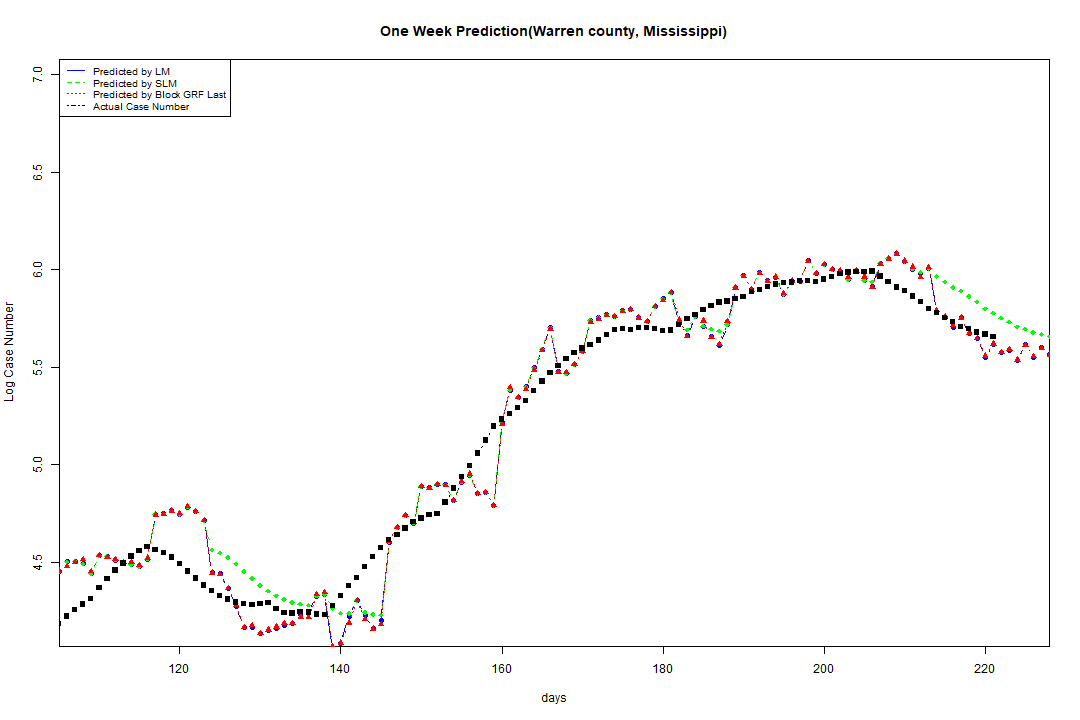 One Week Prediction(Warren county, Mississippi)
Predicted by LM
Predicted by SLM
Predicted by Block GRF Last
Actual Case Number
7.0
6.5
6.0
5.5
5.0
4.5
Log Case Number
120 140 160 180 200 220
days